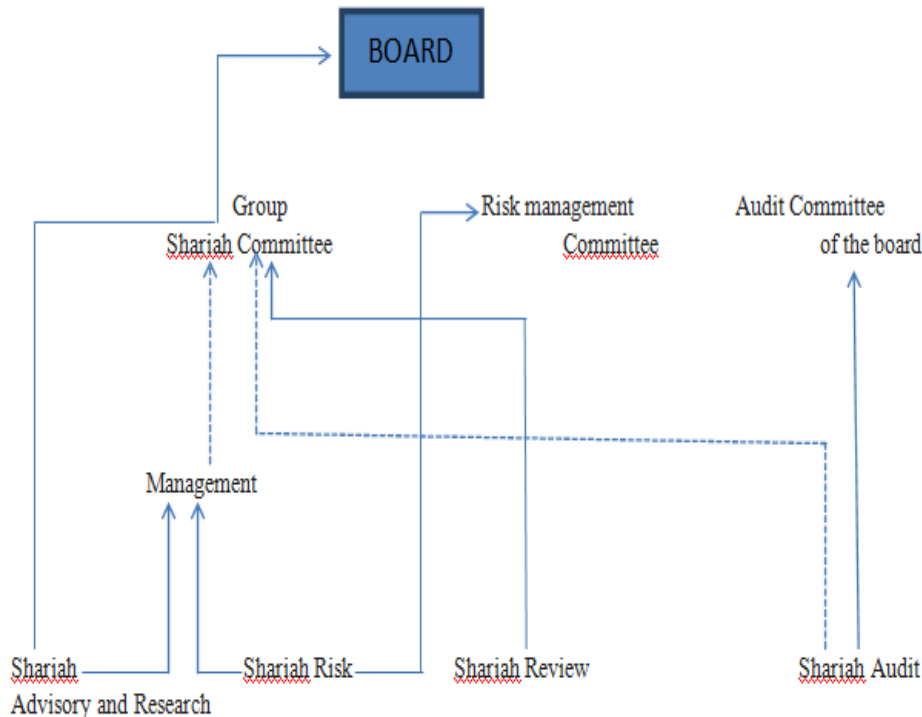 BOARD
Group
Shariah Committee
Risk management
Committee
Audit Committee
of the board
Management
Shariah
Advisory and Research
Shariah Risk
Shariah Review
Shariah Audit